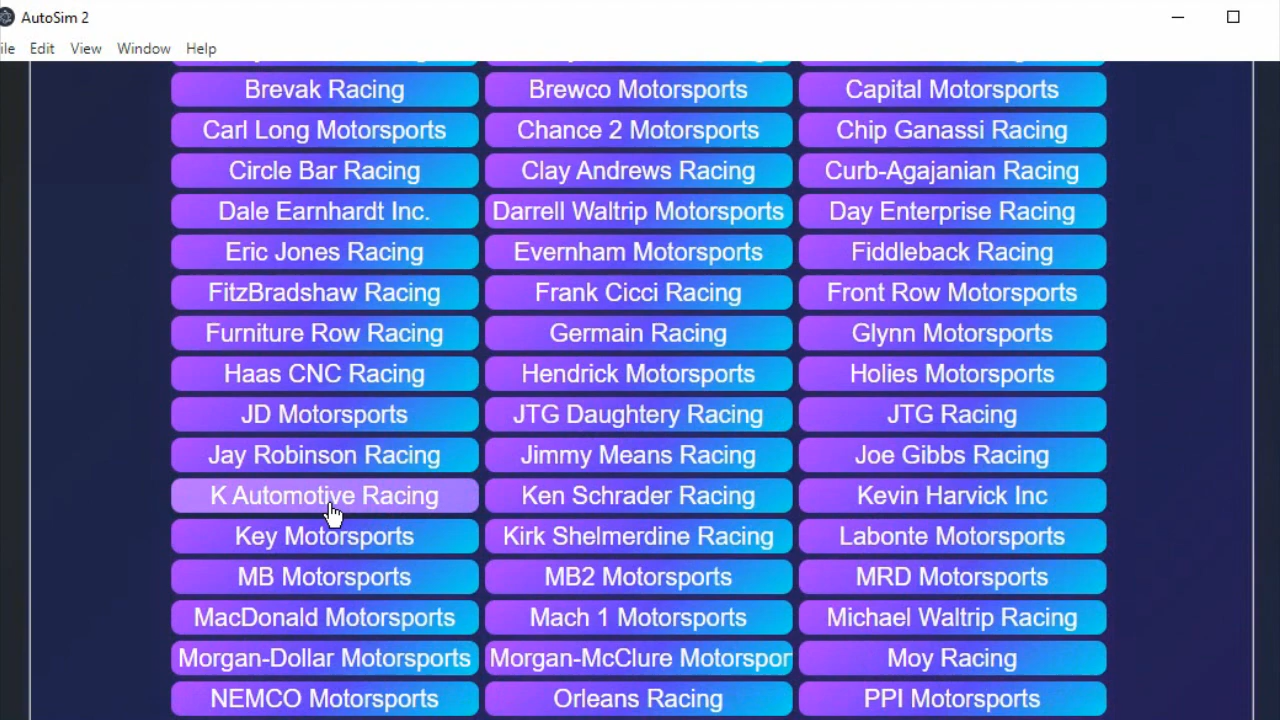 AutoSim 2
ile Edit View Window Help
Brevak Racing Brewco Motorsports Capital Motorsports
Carl Long Motorsports Chance 2 Motorsports Chip Ganassi Racing
Circle Bar Racing Clay Andrews Racing Curb-Agajanian Racing
Dale Earnhardt Inc. Darrell Waltrip Motorsports Day Enterprise Racing
Eric Jones Racing Evernham Motorsports Fiddleback Racing
FitzBradshaw Racing Frank Cicci Racing Front Row Motorsports
Furniture Row Racing Germain Racing Glynn Motorsports
Haas CNC Racing Hendrick Motorsports Holies Motorsports
JD Motorsports JTG Daughtery Racing JTG Racing
Jay Robinson Racing Jimmy Means Racing Joe Gibbs Racing
K Automotive Racing Ken Schrader Racing Kevin Harvick Inc
Key Motorsports Kirk Shelmerdine Racing Labonte Motorsports
MB Motorsports MB2 Motorsports MRD Motorsports
MacDonald Motorsports Mach 1 Motorsports Michael Waltrip Racing
Morgan-Dollar Motorsports Morgan-McClure Motorspor Moy Racing
NEMCO Motorsports Orleans Racing PPI Motorsports